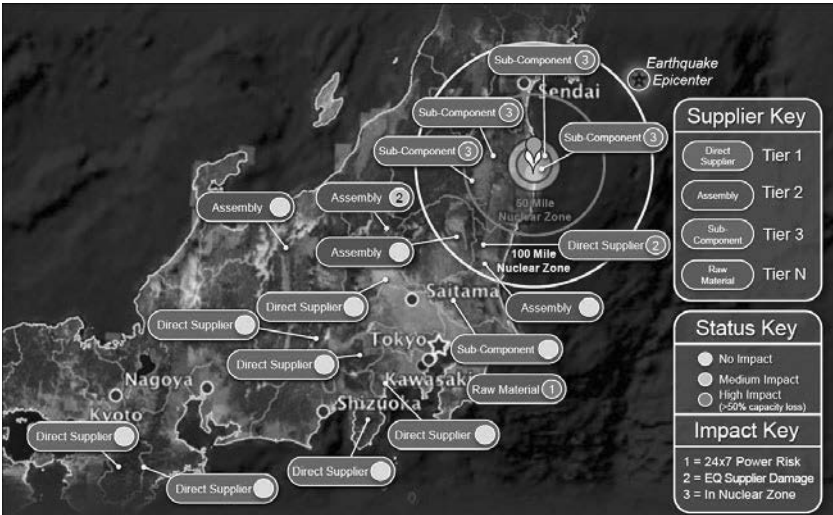 Sub-Component 3
Sendai
Earthquake
Epicenter
Sub-Component 3
Sub-Component 3
Sub-Component 3
50 Mile
Nuclear Zone
Assembly 2
Assembly
Assembly
Direct Supplier 2
100 Mile
Nuclear Zone
Direct Supplier
Saitama
Assembly
Direct Supplier
Tokyo
Sub-Component
Direct Supplier
Kawasaki
Raw Material 1
Nagoya
Shizuoka
Kyoto
Direct Supplier
Direct Supplier
Direct Supplier
Direct Supplier
Supplier Key
Direct
Supplier
Tier 1
Assembly
Tier 2
Sub-
Component
Tier 3
Raw
Material
Tier N
Status Key
No Impact
Medium Impact
High Impact
(>50% capacity loss)
Impact Key
1 = 24x7 Power Risk
2 = EQ Supplier Damage
3 = In Nuclear Zone